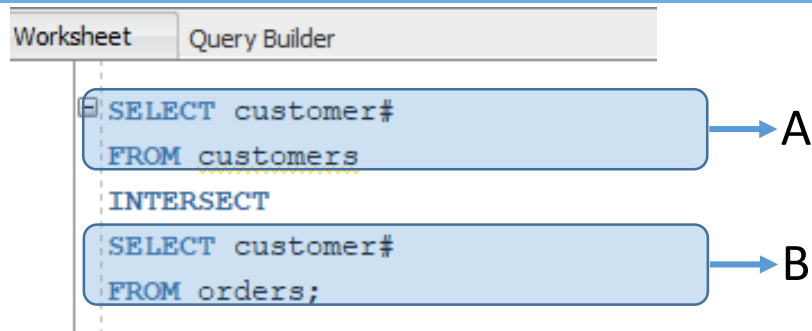 Worksheet Query Builder
SELECT customer#
FROM customers
A
INTERSECT
SELECT customer#
FROM orders;
B